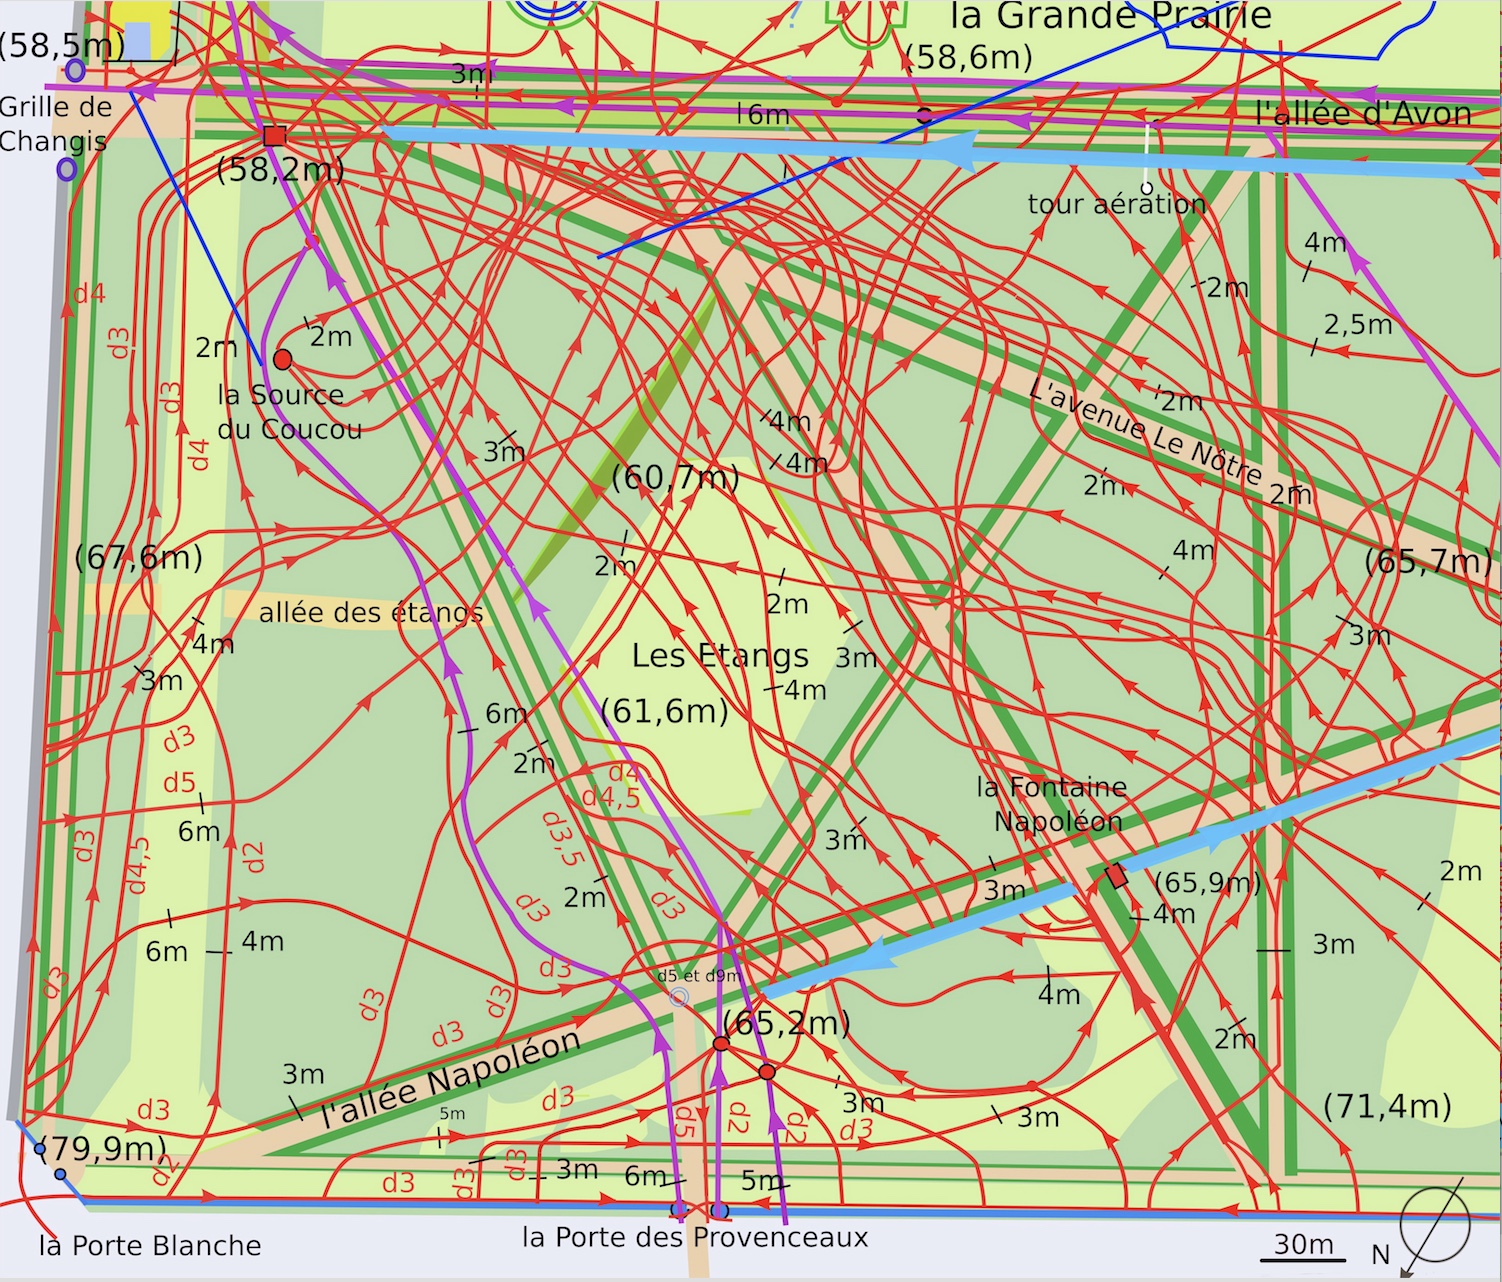 la Grande Prairie
(58,5m)
3m
(58,6m)
Grille de
Changis
16m
l'allée d'Avon
(58,2m)
tour aération
4m
d4
2m
d3
2m
2m
2,5m
d3
la Source
du Coucou
2m
4m
L'avenue Le Nôtre
d4
3m
(60,7m)
4m
2m
2m
(67,6m)
2m
4m
(65,7m)
allée des étangs
2m
4m
3m
Les Etangs
3m
3m
4m
6m
(61,6m)
d3
2m
d4
d5
d4,5
la Fontaine
Napoléon
6m
d3
d4,5
d2
d3,5
3m
2m
3m
(65,9m)
2m
d3
d3
4m
6m
4m
3m
d3
d5 et d9m
d3
d3
d3
4m
(65,2m)
d3
2m
l'allée Napoléon
3m
d3
5m
d3
3m
3m
(71,4m)
d5
d2
d2
d3
(79,9m)
d2
d3
d3
d3
3m
6m
5m
la Porte Blanche
la Porte des Provenceaux
30m
N